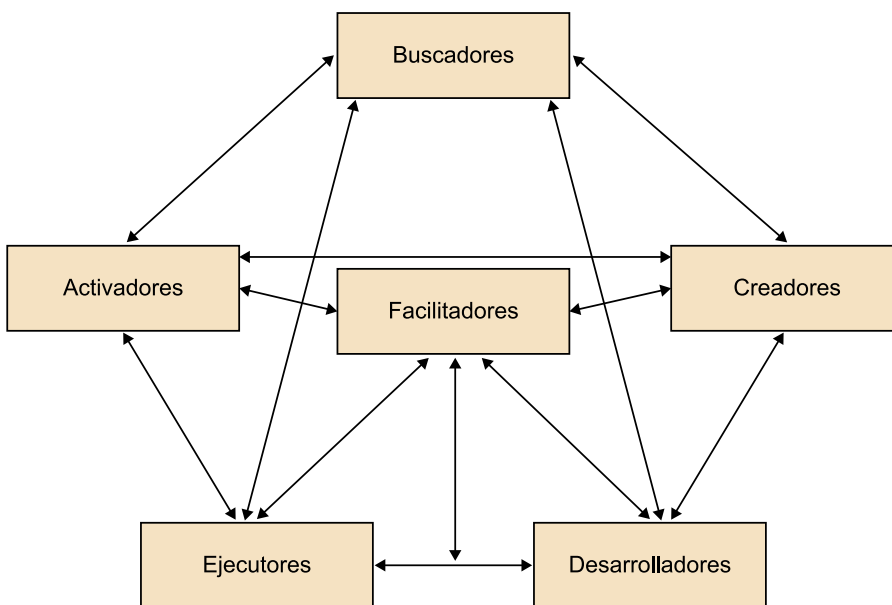 Buscadores
Activadores
Facilitadores
Creadores
Ejecutores
Desarrolladores